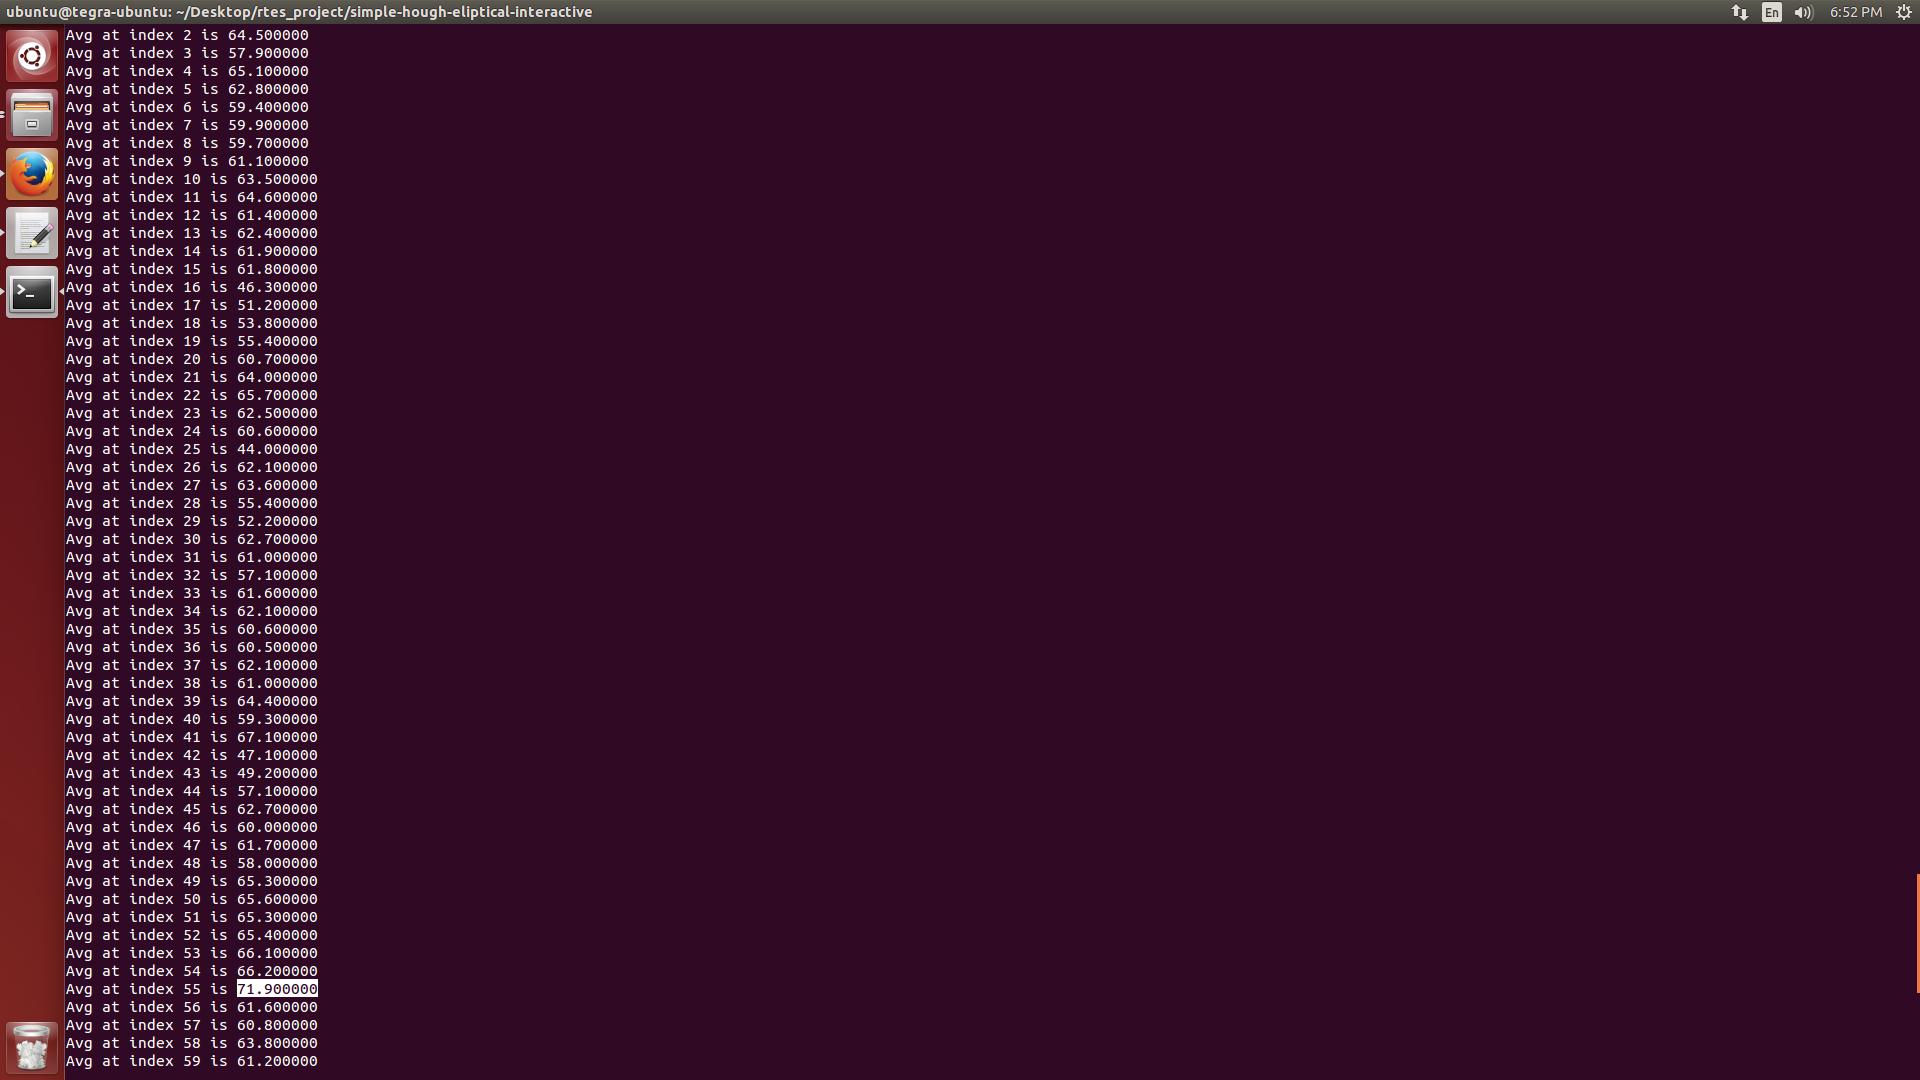 ubuntu@tegra-ubuntu: ~/Desktop/rtes_project/simple-hough-eliptical-interactive
En
6:52 PM
Avg at index 2 is 64.500000
Avg at index 3 is 57.900000
Avg at index 4 is 65.100000
Avg at index 5 is 62.800000
Avg at index 6 is 59.400000
Avg at index 7 is 59.900000
Avg at index 8 is 59.700000
Avg at index 9 is 61.100000
Avg at index 10 is 63.500000
Avg at index 11 is 64.600000
Avg at index 12 is 61.400000
Avg at index 13 is 62.400000
Avg at index 14 is 61.900000
Avg at index 15 is 61.800000
Avg at index 16 is 46.300000
Avg at index 17 is 51.200000
Avg at index 18 is 53.800000
Avg at index 19 is 55.400000
Avg at index 20 is 60.700000
Avg at index 21 is 64.000000
Avg at index 22 is 65.700000
Avg at index 23 is 62.500000
Avg at index 24 is 60.600000
Avg at index 25 is 44.000000
Avg at index 26 is 62.100000
Avg at index 27 is 63.600000
Avg at index 28 is 55.400000
Avg at index 29 is 52.200000
Avg at index 30 is 62.700000
Avg at index 31 is 61.000000
Avg at index 32 is 57.100000
Avg at index 33 is 61.600000
Avg at index 34 is 62.100000
Avg at index 35 is 60.600000
Avg at index 36 is 60.500000
Avg at index 37 is 62.100000
Avg at index 38 is 61.000000
Avg at index 39 is 64.400000
Avg at index 40 is 59.300000
Avg at index 41 is 67.100000
Avg at index 42 is 47.100000
Avg at index 43 is 49.200000
Avg at index 44 is 57.100000
Avg at index 45 is 62.700000
Avg at index 46 is 60.000000
Avg at index 47 is 61.700000
Avg at index 48 is 58.000000
Avg at index 49 is 65.300000
Avg at index 50 is 65.600000
Avg at index 51 is 65.300000
Avg at index 52 is 65.400000
Avg at index 53 is 66.100000
Avg at index 54 is 66.200000
Avg at index 55 is 71.900000
Avg at index 56 is 61.600000
Avg at index 57 is 60.800000
Avg at index 58 is 63.800000
Avg at index 59 is 61.200000